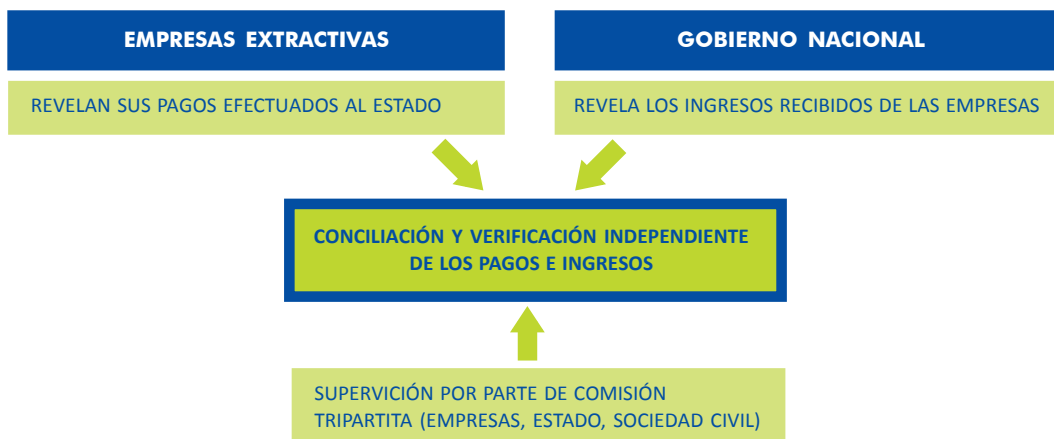 EMPRESAS EXTRACTIVAS
REVELAN SUS PAGOS EFECTUADOS AL ESTADO
GOBIERNO NACIONAL
REVELA LOS INGRESOS RECIBIDOS DE LAS EMPRESAS
CONCILIACIÓN Y VERIFICACIÓN INDEPENDIENTE
DE LOS PAGOS E INGRESOS
SUPERVISIÓN POR PARTE DE COMISIÓN
TRIPARTITA (EMPRESAS, ESTADO, SOCIEDAD CIVIL)